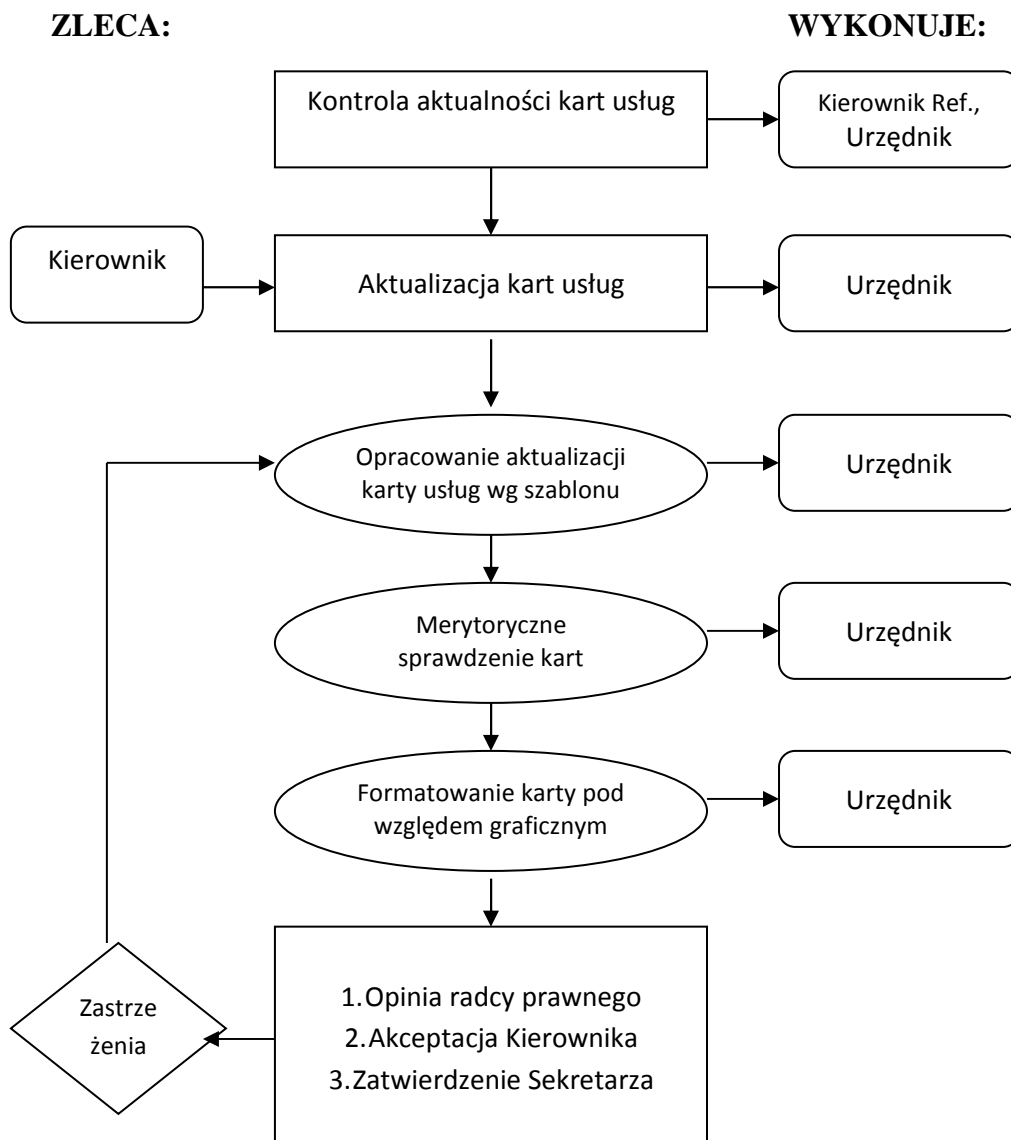 ZLECA:
WYKONUJE:
Kontrola aktualności kart usług
Kierownik Ref.,
Urzędnik
Kierownik
Aktualizacja kart usług
Urzędnik
Opracowanie aktualizacji
karty usług wg szablonu
Urzędnik
Merytoryczne
sprawdzenie kart
Urzędnik
Formatowanie karty pod
względem graficznym
Urzędnik
Zastrze
żenia
1.Opinia radcy prawnego
2.Akceptacja Kierownika
3.Zatwierdzenie Sekretarza